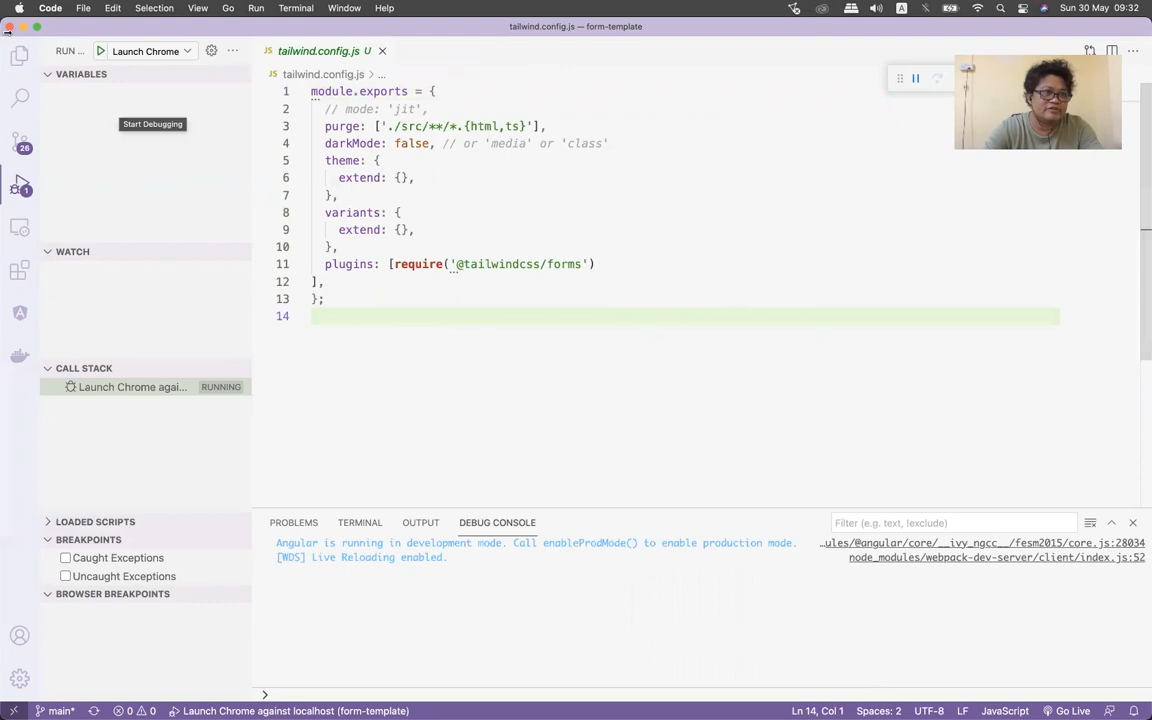 Code File Edit Selection View Go Run Terminal Window Help
A
Sun 30 May 09:32
tailwind.config.js — form-template
RUN ...
Launch Chrome
tailwind.config.js U
VARIABLES
tailwind.config.js > ...
Start Debugging
1 module.exports = {
2 // mode: 'jit',
3 purge: ['./src/**/*.{html,ts}'],
4 darkMode: false, // or 'media' or 'class'
5 theme: {
6 extend: {},
7 },
8 variants: {
9 extend: {},
10 },
11 plugins: [require('@tailwindcss/forms')
12 ],
13 };
14
26
1
WATCH
CALL STACK
Launch Chrome agai... RUNNING
LOADED SCRIPTS
BREAKPOINTS
Caught Exceptions
Uncaught Exceptions
BROWSER BREAKPOINTS
PROBLEMS TERMINAL OUTPUT DEBUG CONSOLE
Filter (e.g. text, !exclude)
Angular is running in development mode. Call enableProdMode() to enable production mode. …ules/@angular/core/__ivy_ngcc__/fesm2015/core.js:28034
[WDS] Live Reloading enabled. node_modules/webpack-dev-server/client/index.js:52
>
main* 0 0 Launch Chrome against localhost (form-template) Ln 14, Col 1 Spaces: 2 UTF-8 LF JavaScript Go Live